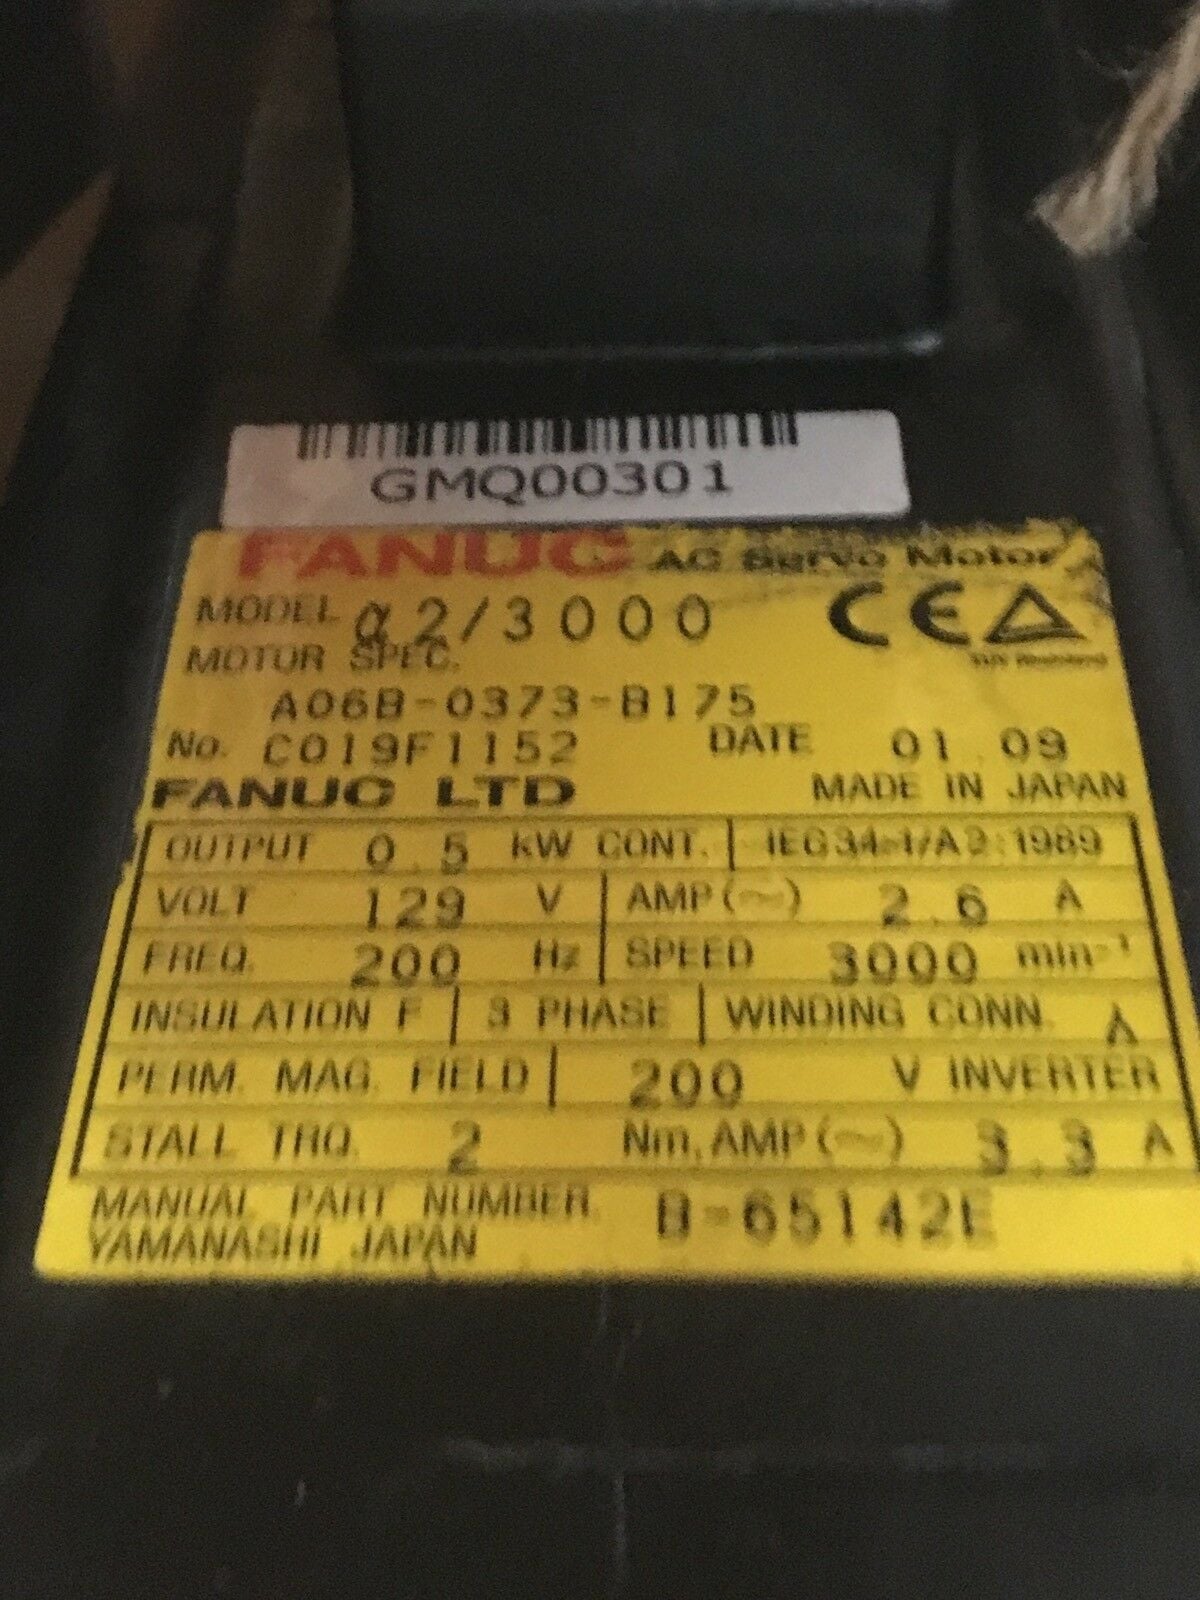 GMQ00301
FANUC AC Servo Motor
MODEL α2/3000 CE
MOTOR SPEC.
A06B-0373-B175
No. C019F1152 DATE 01.09
FANUC LTD MADE IN JAPAN
OUTPUT 0.5 kW CONT. IEC34-1/A2:1989
VOLT 129 V AMP(~) 2.6 A
FREQ. 200 Hz SPEED 3000 min-1
INSULATION F 3 PHASE WINDING CONN.
PERM. MAG. FIELD 200 V INVERTER
STALL TRQ. 2 Nm, AMP(~) 3.3 A
MANUAL PART NUMBER B-65142E
YAMANASHI JAPAN